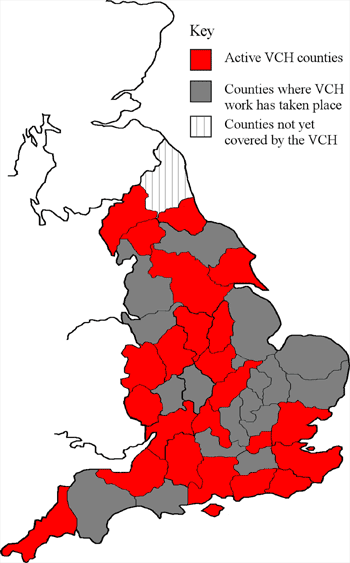 Key
Active VCH counties
Counties where VCH
work has taken place
Counties not yet
covered by the VCH